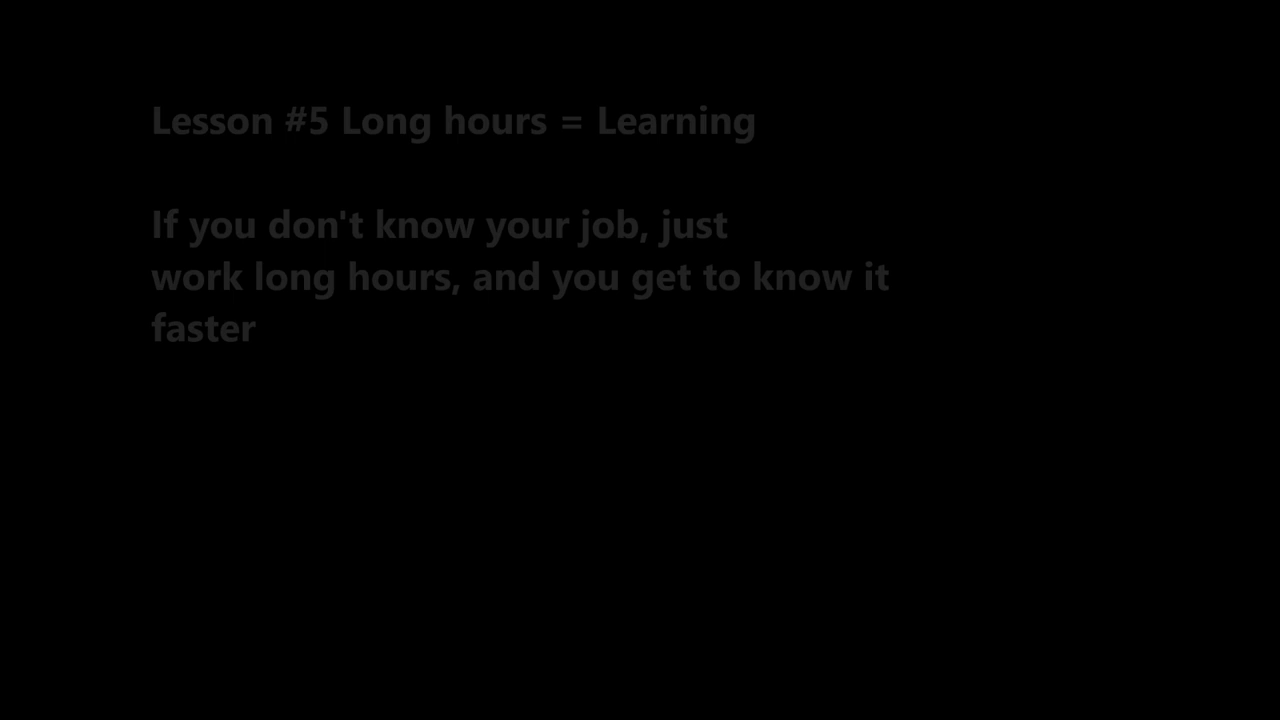 Lesson #5 Long hours = Learning
If you don't know your job, just
work long hours, and you get to know it
faster